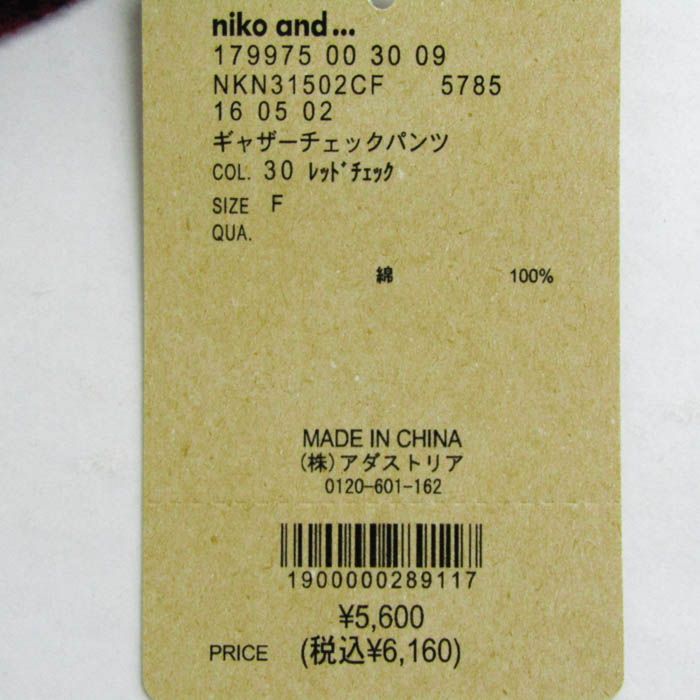 niko and...
179975 00 30 09
NKN31502CF 5785
16 05 02
ギャザーチェックパンツ
COL. 30 ﾚｯﾄﾞﾁｪｯｸ
SIZE F
QUA.
綿 100%
MADE IN CHINA
(株)アダストリア
0120-601-162
1900000289117
¥5,600
PRICE (税込¥6,160)